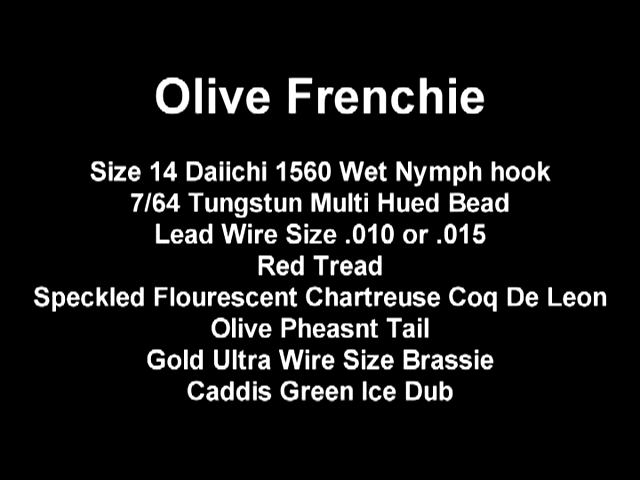 Olive Frenchie
Size 14 Daiichi 1560 Wet Nymph hook
7/64 Tungstun Multi Hued Bead
Lead Wire Size .010 or .015
Red Tread
Speckled Flourescent Chartreuse Coq De Leon
Olive Pheasnt Tail
Gold Ultra Wire Size Brassie
Caddis Green Ice Dub